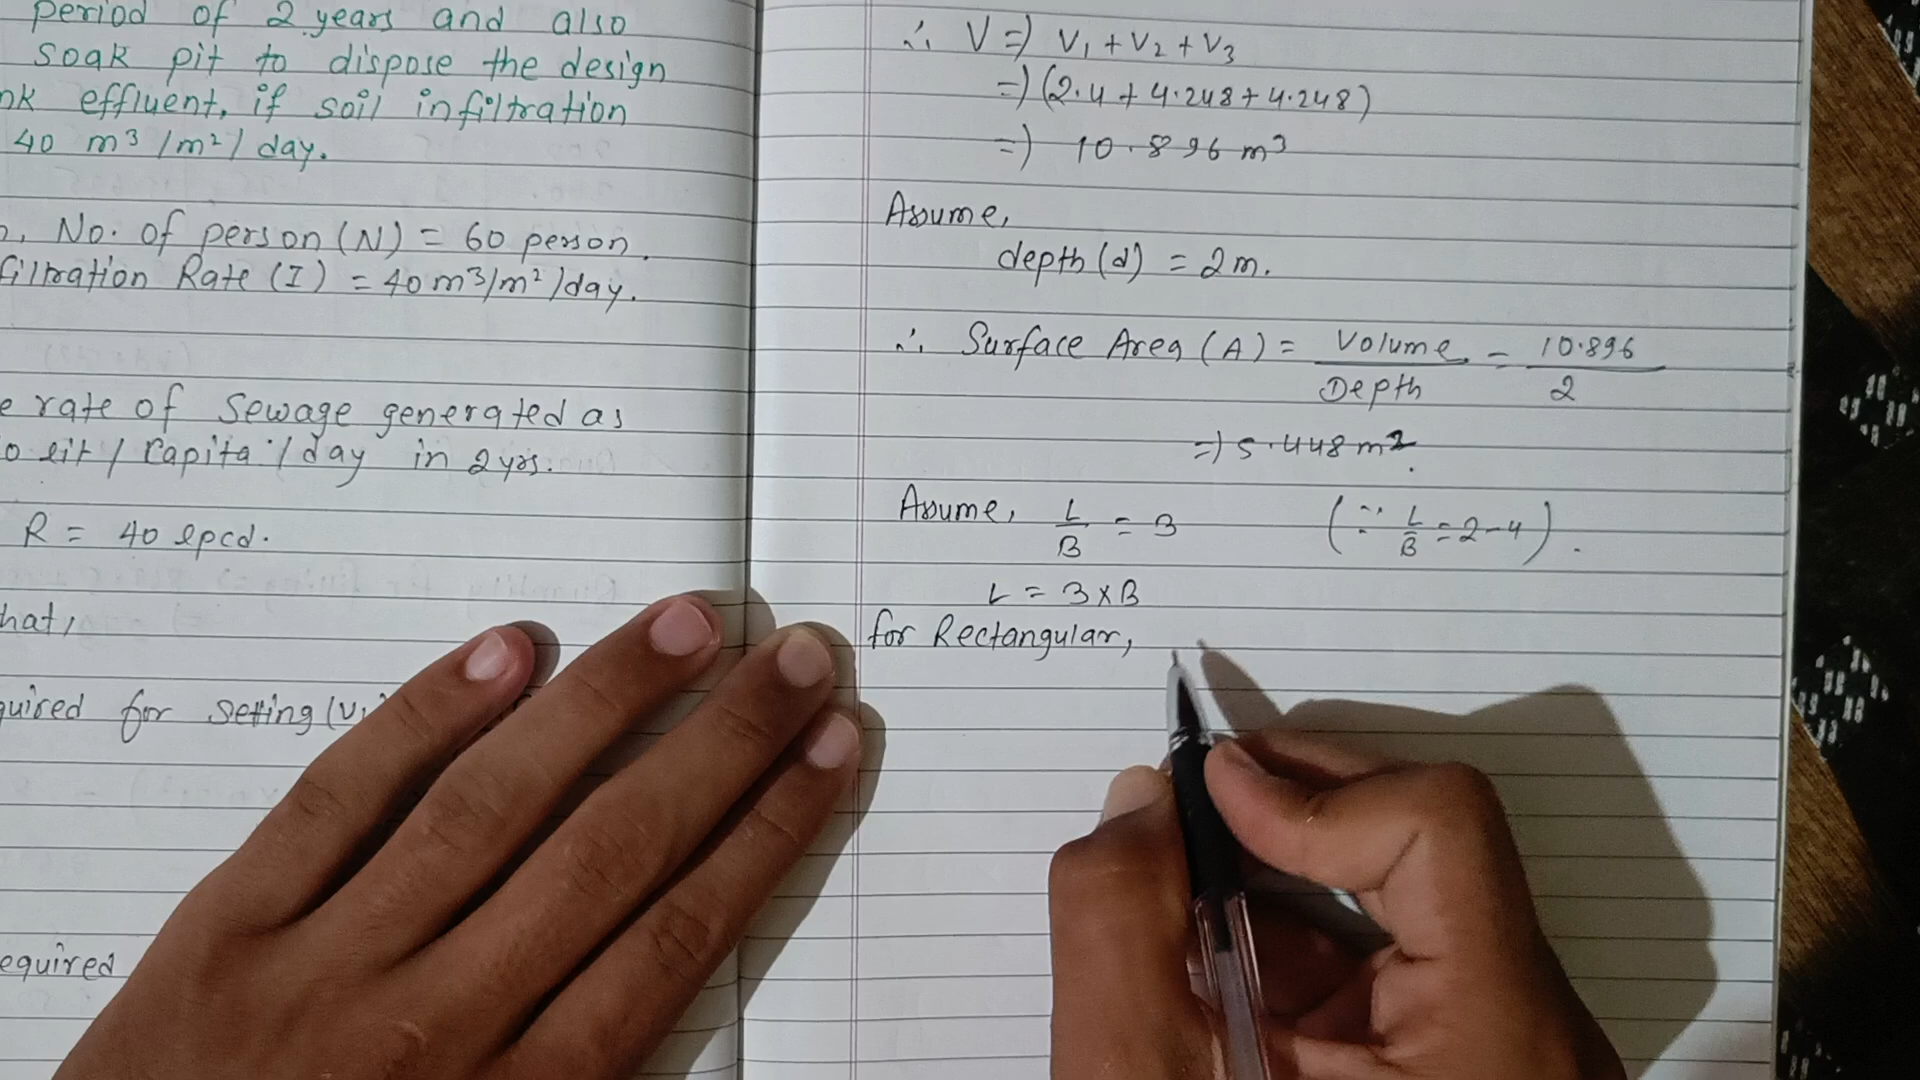 period of 2 years and also
soak pit to dispose the design
nk effluent, if soil infiltration
40 m³/m²/day.
, No. of person (N) = 60 person.
filtration Rate (I) = 40 m³/m²/day.
e rate of sewage generated as
0 lit / Capita / day in 2 yrs.
R = 40 lpcd.
hat,
quired for setting (V₁
equired
∴ V ⇒ V₁ + V₂ + V₃
⇒ (2.4 + 4.248 + 4.248)
⇒ 10.896 m³
Assume,
depth (d) = 2m.
∴ Surface Area (A) = Volume / Depth = 10.896 / 2
⇒ 5.448 m².
Assume, L/B = 3 (∵ L/B = 2-4).
L = 3 × B
for Rectangular,